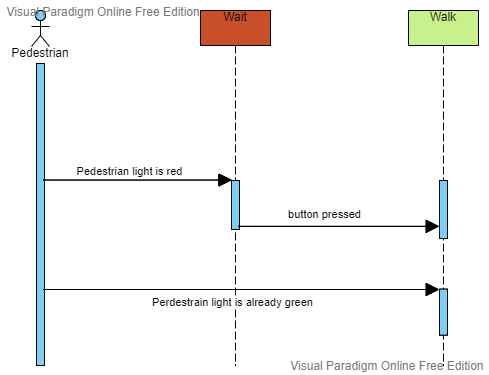 Visual Paradigm Online Free Edition
Wait
Walk
Pedestrian
Pedestrian light is red
button pressed
Perdestrain light is already green
Visual Paradigm Online Free Edition